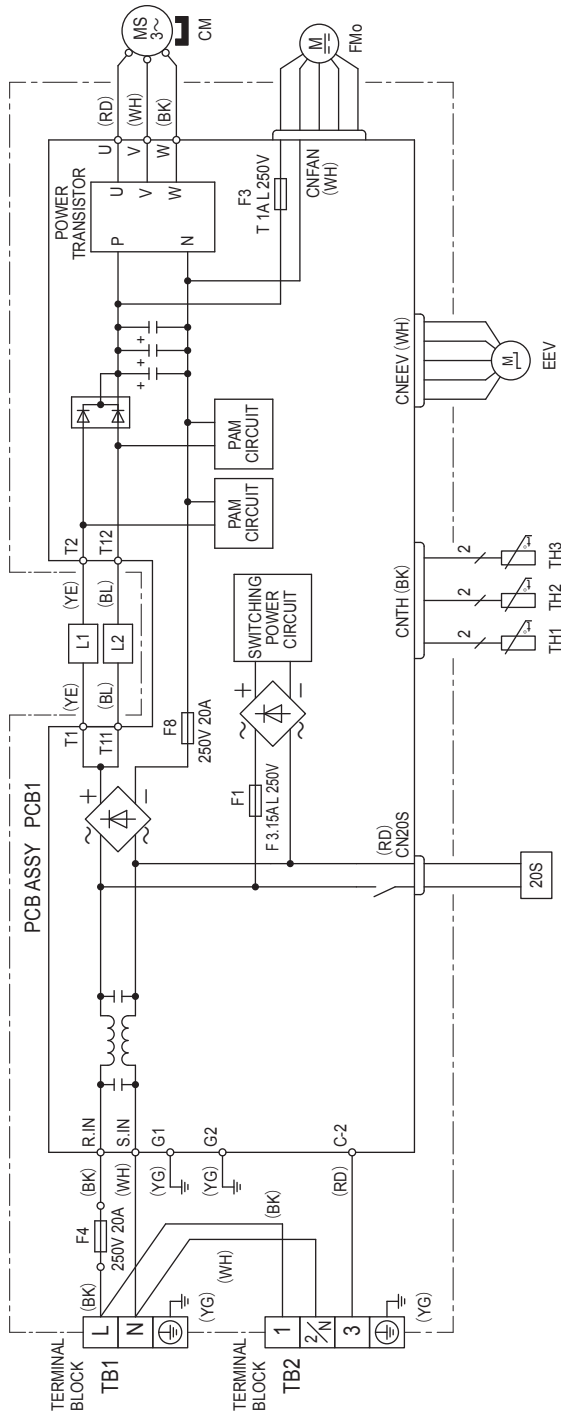 PCB ASSY PCB1
TERMINAL
BLOCK
TB1
L
N
(YG)
(BK)
F4
250V 20A
(BK)
(WH)
R.IN
S.IN
(YG)
G1
(YG)
G2
(RD)
C-2
(BK)
(WH)
TERMINAL
BLOCK
TB2
1
2/N
3
(YG)
~
+
~
−
T1
T11
(YE)
(BL)
L1
L2
(YE)
(BL)
T2
T12
F8
250V 20A
F1
F 3.15A L 250V
~
+
~
−
SWITCHING
POWER
CIRCUIT
PAM
CIRCUIT
PAM
CIRCUIT
+
+
+
POWER
TRANSISTOR
P
N
U
V
W
U
V
W
(RD)
(WH)
(BK)
MS
3~
CM
F3
T 1A L 250V
CNFAN
(WH)
M
FMo
(RD)
CN20S
20S
CNTH (BK)
2
2
2
TH1
TH2
TH3
CNEEV (WH)
M
EEV